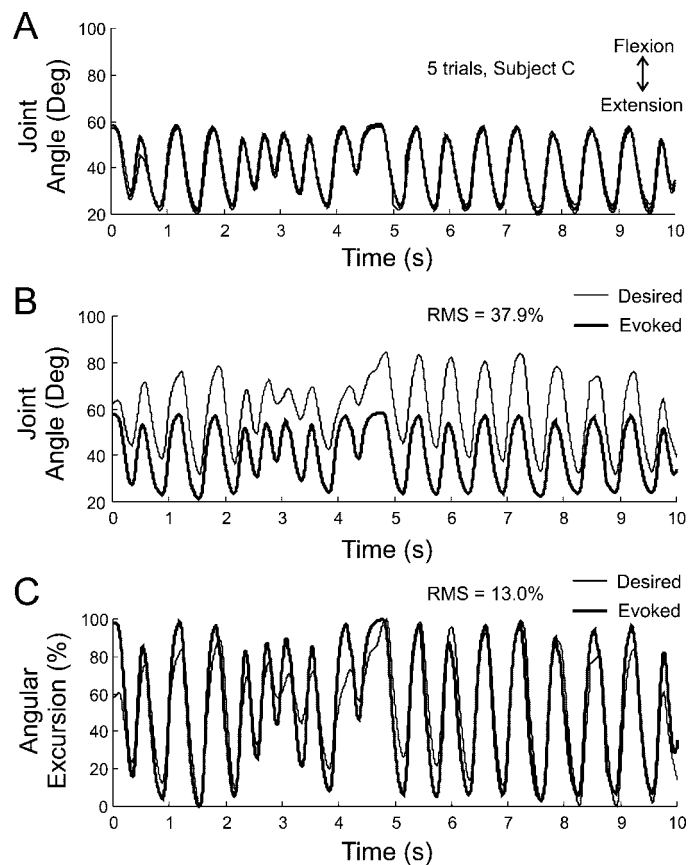 A
100
80
60
40
20
Joint
Angle (Deg)
5 trials, Subject C
Flexion
Extension
0 1 2 3 4 5 6 7 8 9 10
Time (s)
B
100
80
60
40
20
Joint
Angle (Deg)
RMS = 37.9%
Desired
Evoked
0 1 2 3 4 5 6 7 8 9 10
Time (s)
C
100
80
60
40
20
0
Angular
Excursion (%)
RMS = 13.0%
Desired
Evoked
0 1 2 3 4 5 6 7 8 9 10
Time (s)